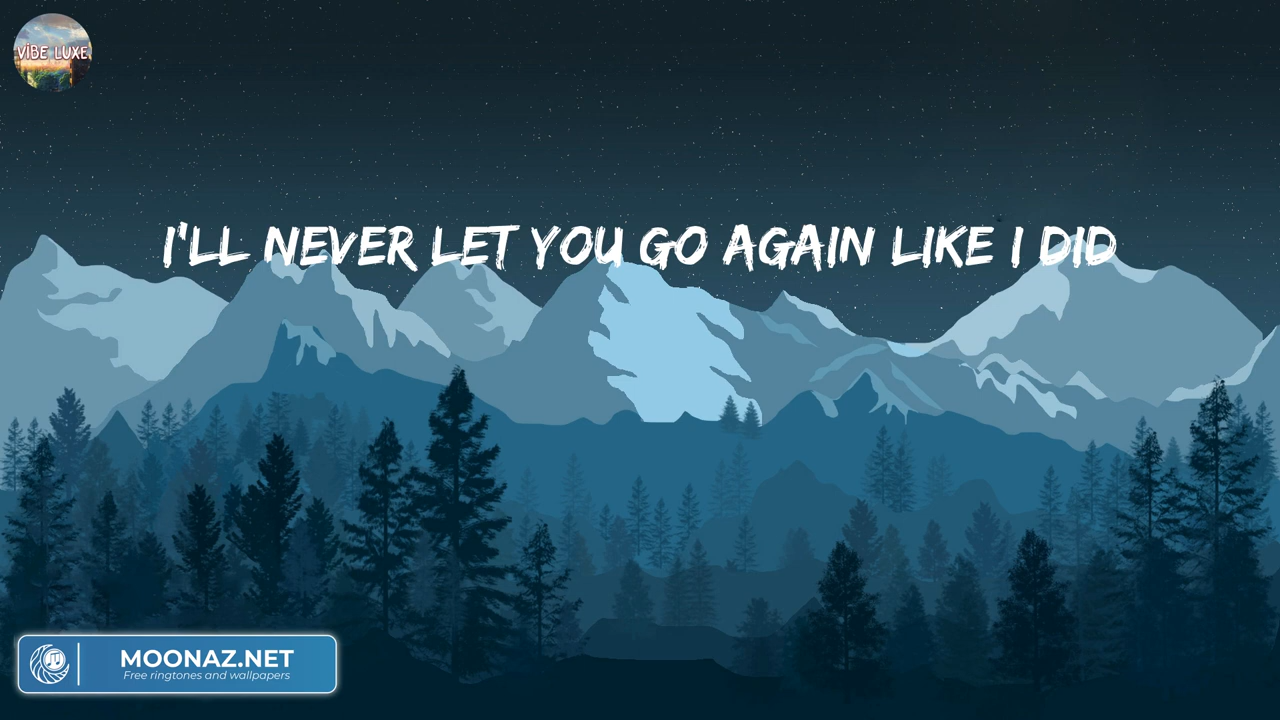 VIBE LUXE
I'LL NEVER LET YOU GO AGAIN LIKE I DID
MOONAZ.NET
Free ringtones and wallpapers